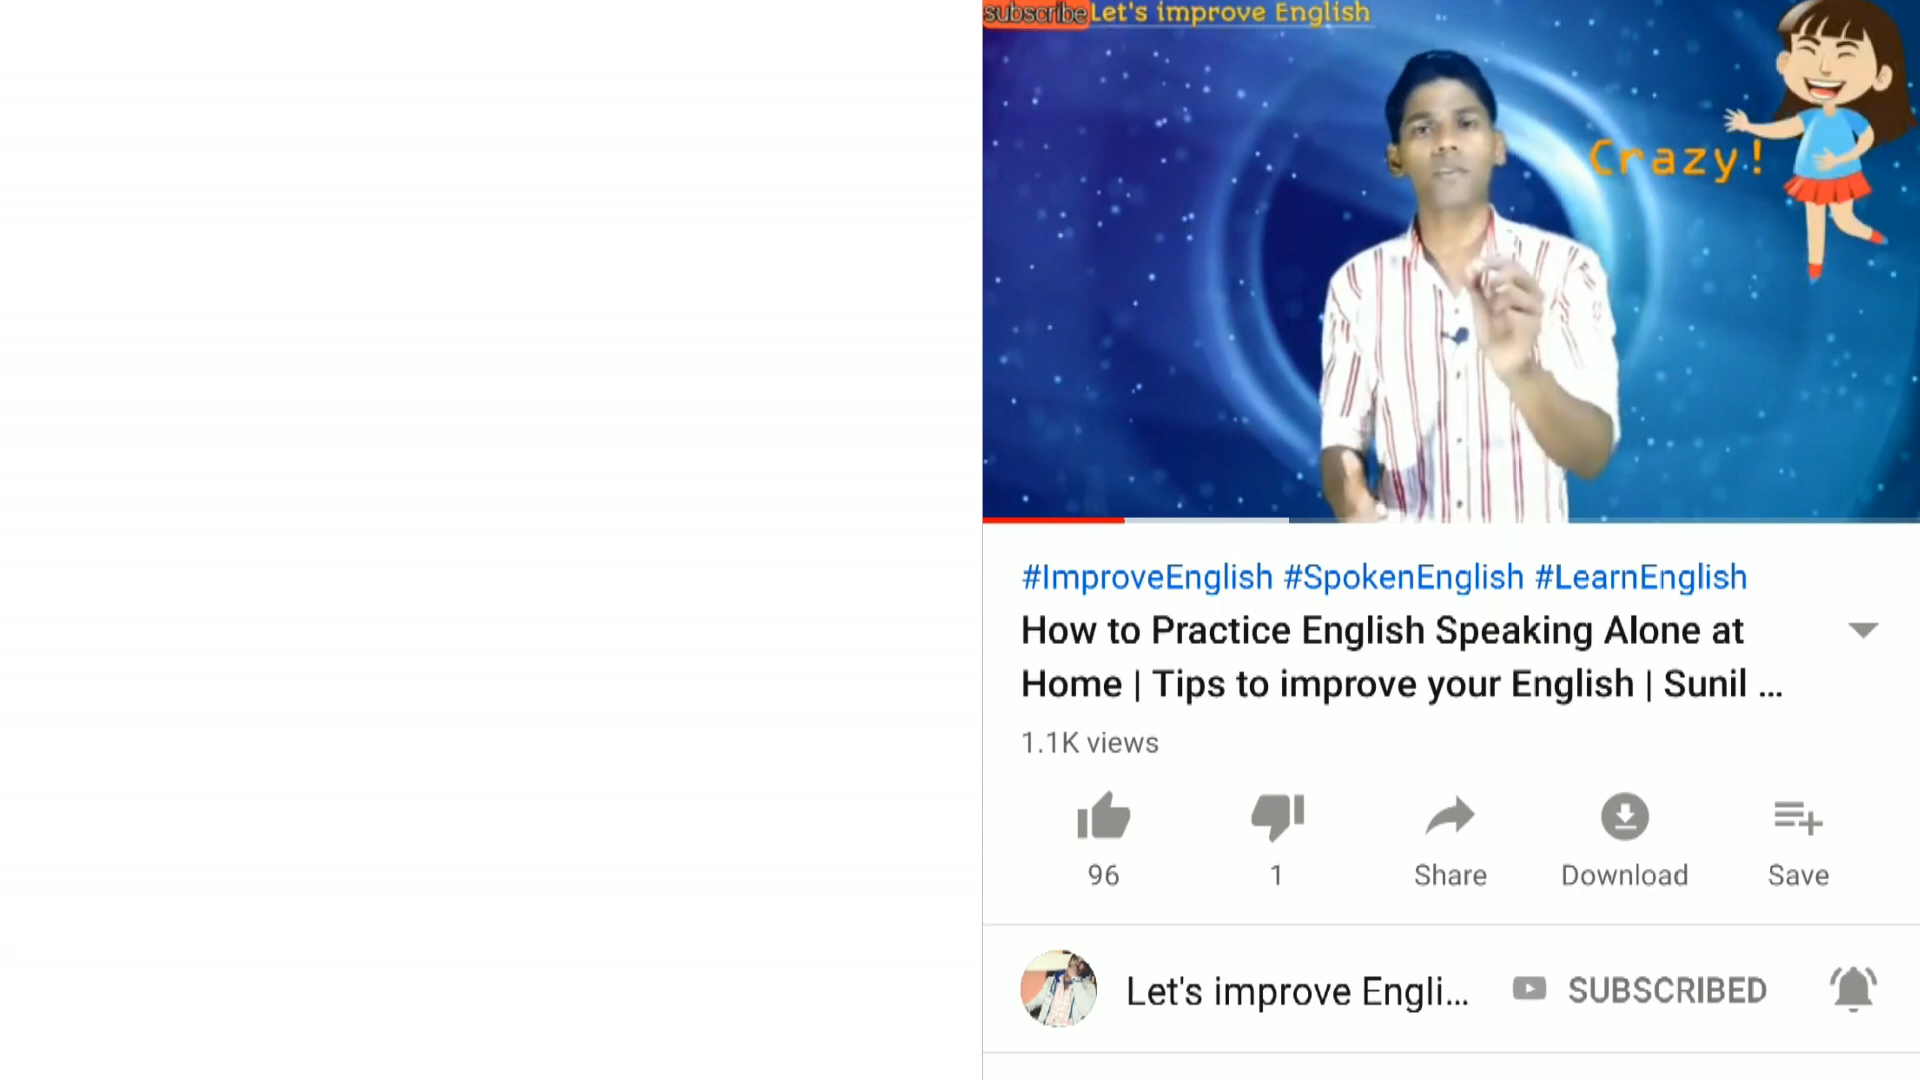 subscribe Let's improve English
Crazy!
#ImproveEnglish #SpokenEnglish #LearnEnglish
How to Practice English Speaking Alone at
Home | Tips to improve your English | Sunil ...
1.1K views
96 1 Share Download Save
Let's improve Engli... SUBSCRIBED